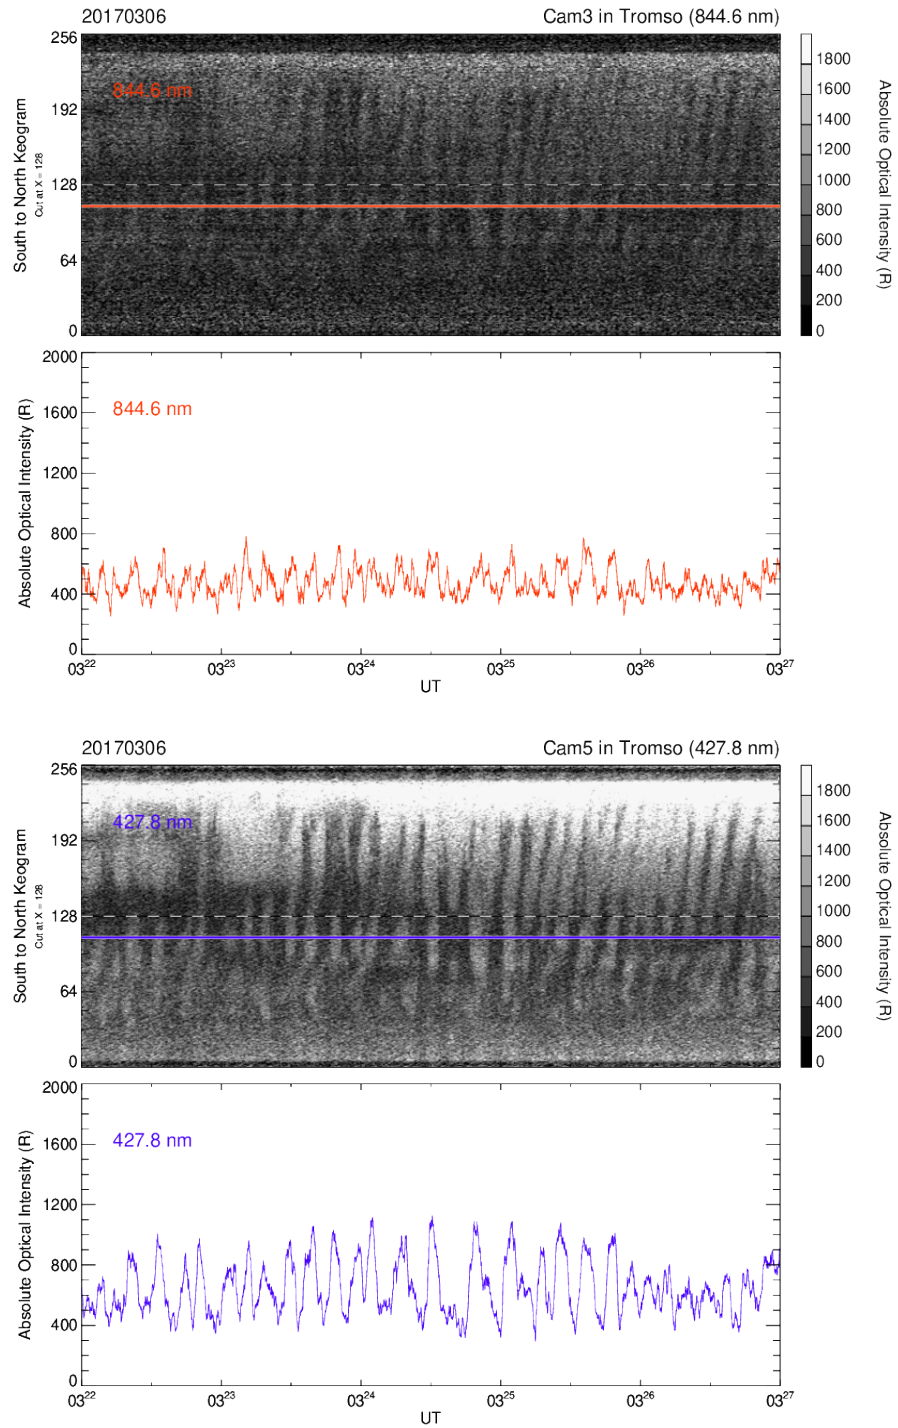 20170306 Cam3 in Tromso (844.6 nm)
256
192
128
64
0
South to North Keogram
Cut at X = 128
844.6 nm
1800
1600
1400
1200
1000
800
600
400
200
0
Absolute Optical Intensity (R)
2000
1600
1200
800
400
0
Absolute Optical Intensity (R)
844.6 nm
03²² 03²³ 03²⁴ 03²⁵ 03²⁶ 03²⁷
UT
20170306 Cam5 in Tromso (427.8 nm)
256
192
128
64
0
South to North Keogram
Cut at X = 128
427.8 nm
1800
1600
1400
1200
1000
800
600
400
200
0
Absolute Optical Intensity (R)
2000
1600
1200
800
400
0
Absolute Optical Intensity (R)
427.8 nm
03²² 03²³ 03²⁴ 03²⁵ 03²⁶ 03²⁷
UT